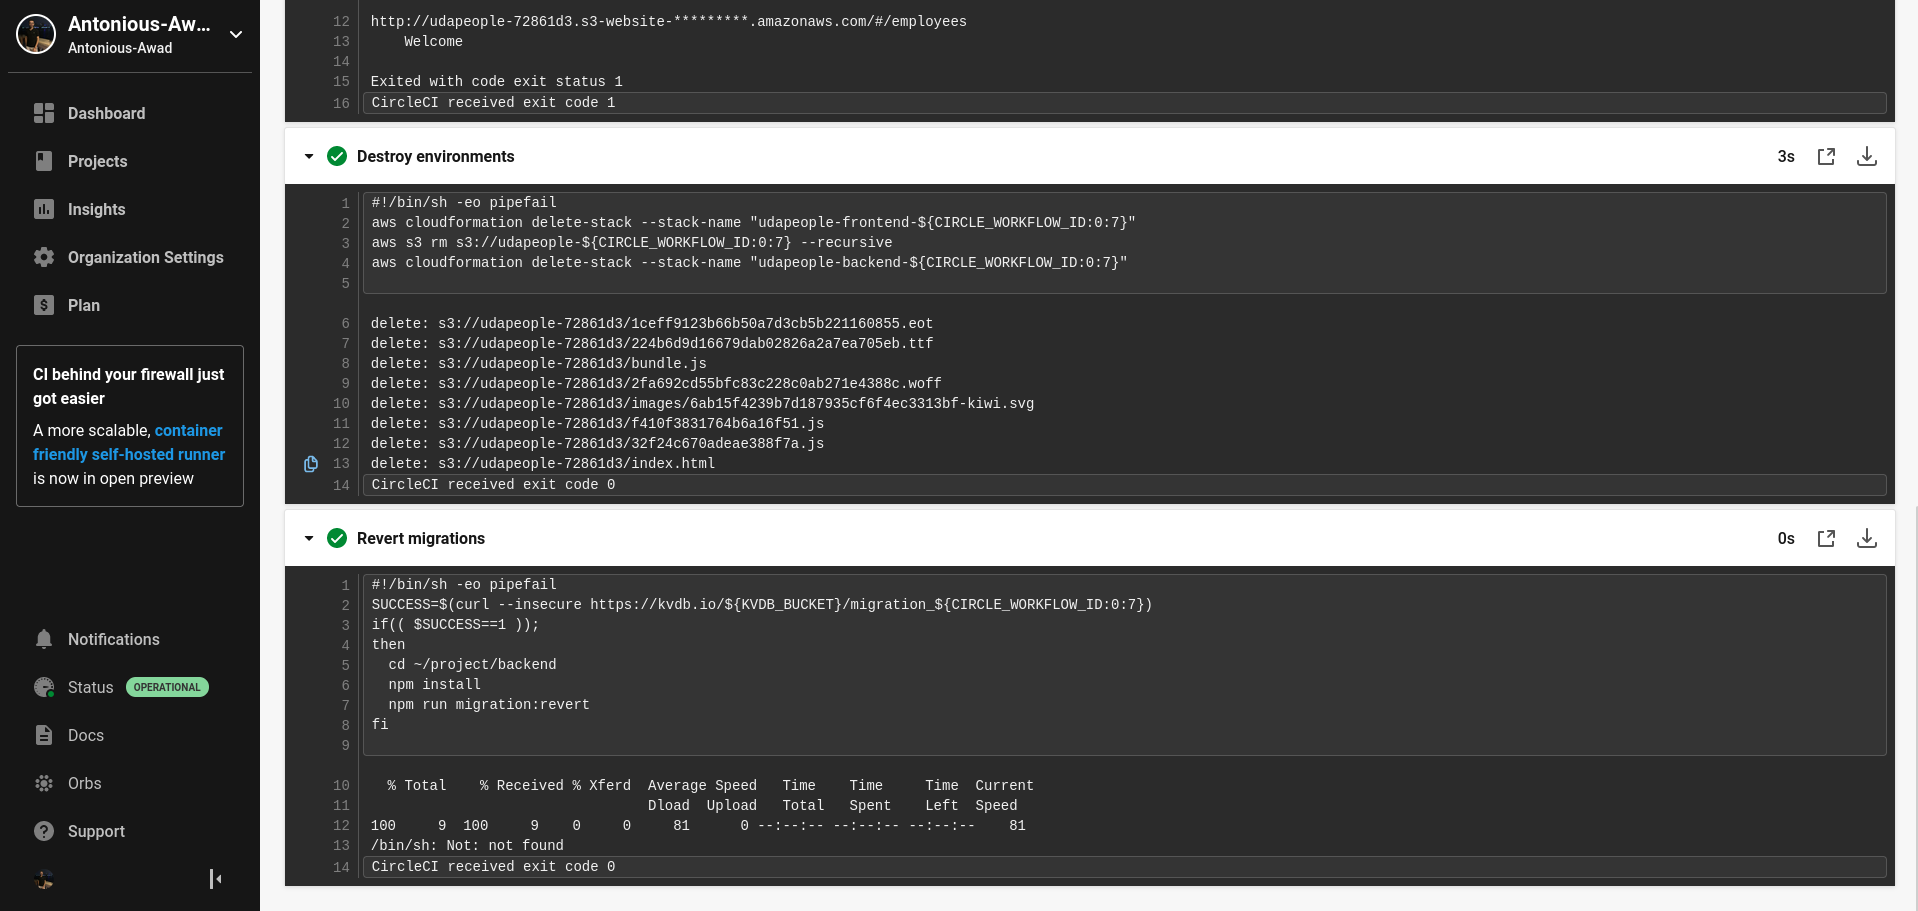 Antonious-Aw...
Antonious-Awad
Dashboard
Projects
Insights
Organization Settings
Plan
CI behind your firewall just
got easier
A more scalable, container
friendly self-hosted runner
is now in open preview
Notifications
Status OPERATIONAL
Docs
Orbs
Support
12 http://udapeople-72861d3.s3-website-*********.amazonaws.com/#/employees
13 Welcome
14
15 Exited with code exit status 1
16 CircleCI received exit code 1
Destroy environments 3s
1 #!/bin/sh -eo pipefail
2 aws cloudformation delete-stack --stack-name "udapeople-frontend-${CIRCLE_WORKFLOW_ID:0:7}"
3 aws s3 rm s3://udapeople-${CIRCLE_WORKFLOW_ID:0:7} --recursive
4 aws cloudformation delete-stack --stack-name "udapeople-backend-${CIRCLE_WORKFLOW_ID:0:7}"
5
6 delete: s3://udapeople-72861d3/1ceff9123b66b50a7d3cb5b221160855.eot
7 delete: s3://udapeople-72861d3/224b6d9d16679dab02826a2a7ea705eb.ttf
8 delete: s3://udapeople-72861d3/bundle.js
9 delete: s3://udapeople-72861d3/2fa692cd55bfc83c228c0ab271e4388c.woff
10 delete: s3://udapeople-72861d3/images/6ab15f4239b7d187935cf6f4ec3313bf-kiwi.svg
11 delete: s3://udapeople-72861d3/f410f3831764b6a16f51.js
12 delete: s3://udapeople-72861d3/32f24c670adeae388f7a.js
13 delete: s3://udapeople-72861d3/index.html
14 CircleCI received exit code 0
Revert migrations 0s
1 #!/bin/sh -eo pipefail
2 SUCCESS=$(curl --insecure https://kvdb.io/${KVDB_BUCKET}/migration_${CIRCLE_WORKFLOW_ID:0:7})
3 if(( $SUCCESS==1 ));
4 then
5 cd ~/project/backend
6 npm install
7 npm run migration:revert
8 fi
9
10 % Total % Received % Xferd Average Speed Time Time Time Current
11 Dload Upload Total Spent Left Speed
12 100 9 100 9 0 0 81 0 --:--:-- --:--:-- --:--:-- 81
13 /bin/sh: Not: not found
14 CircleCI received exit code 0